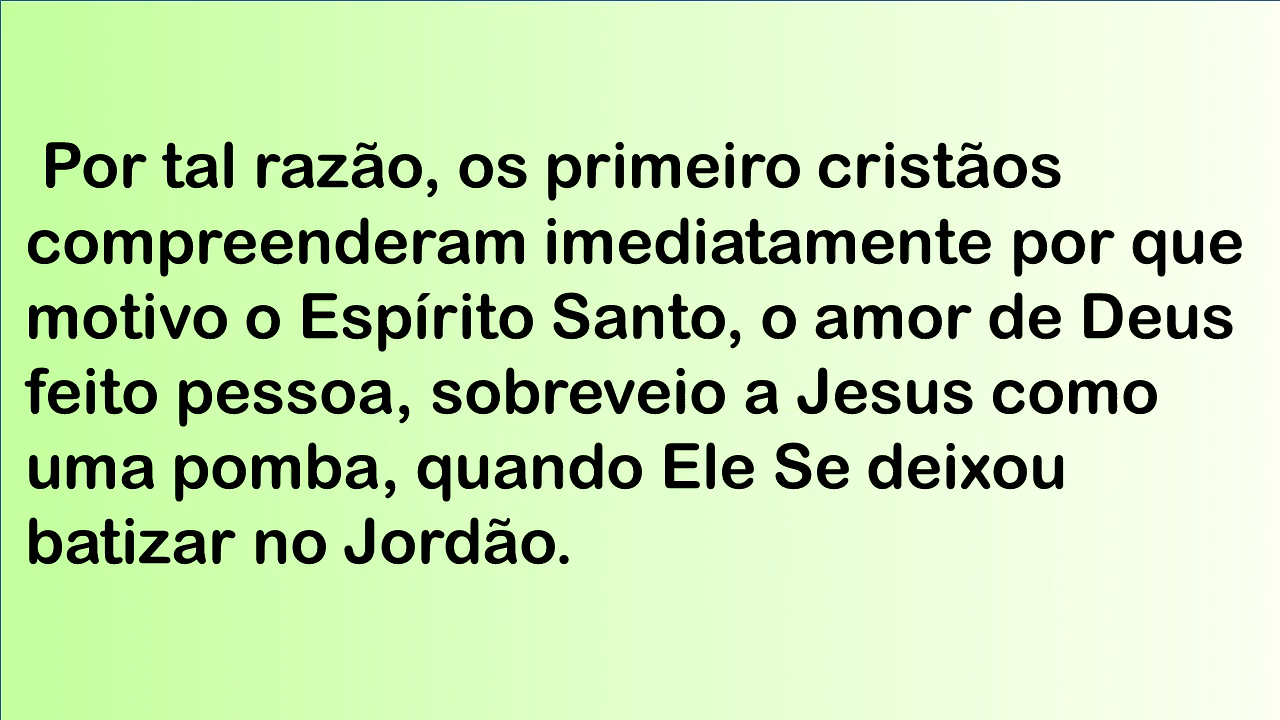 Por tal razão, os primeiro cristãos
compreenderam imediatamente por que
motivo o Espírito Santo, o amor de Deus
feito pessoa, sobreveio a Jesus como
uma pomba, quando Ele Se deixou
batizar no Jordão.